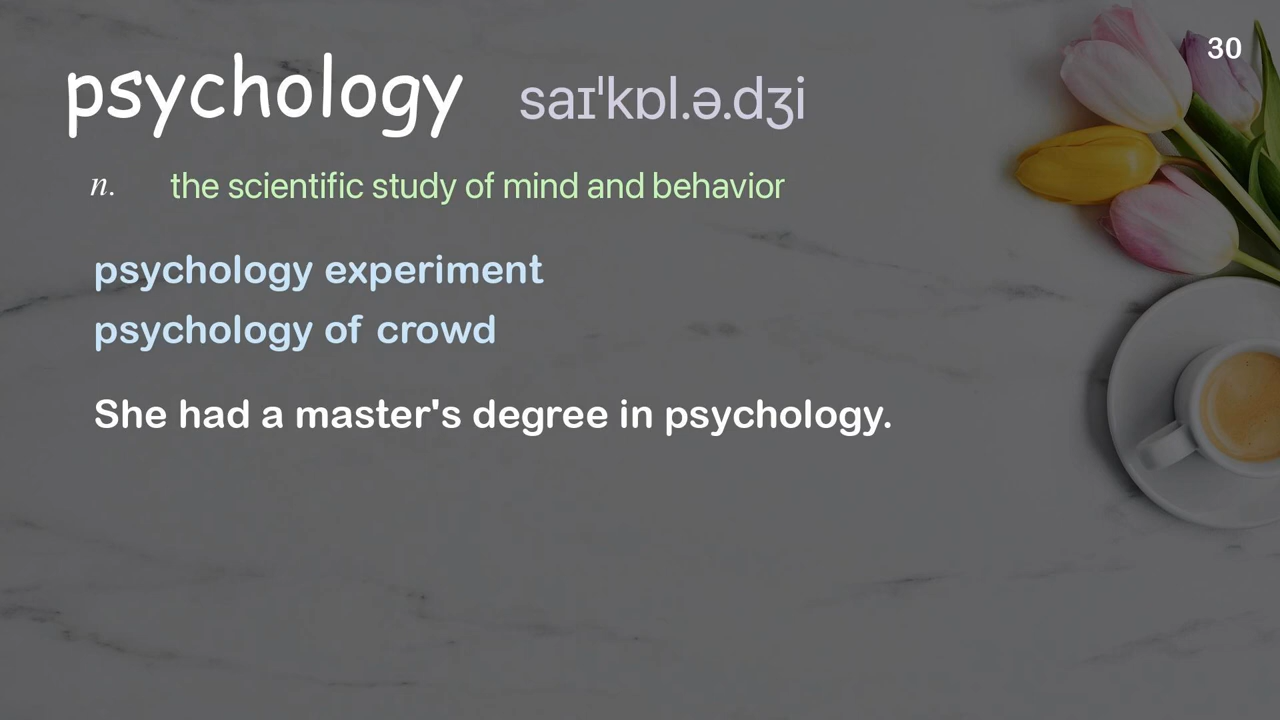 30
psychology saɪˈkɒl.ə.dʒi
n. the scientific study of mind and behavior
psychology experiment
psychology of crowd
She had a master's degree in psychology.